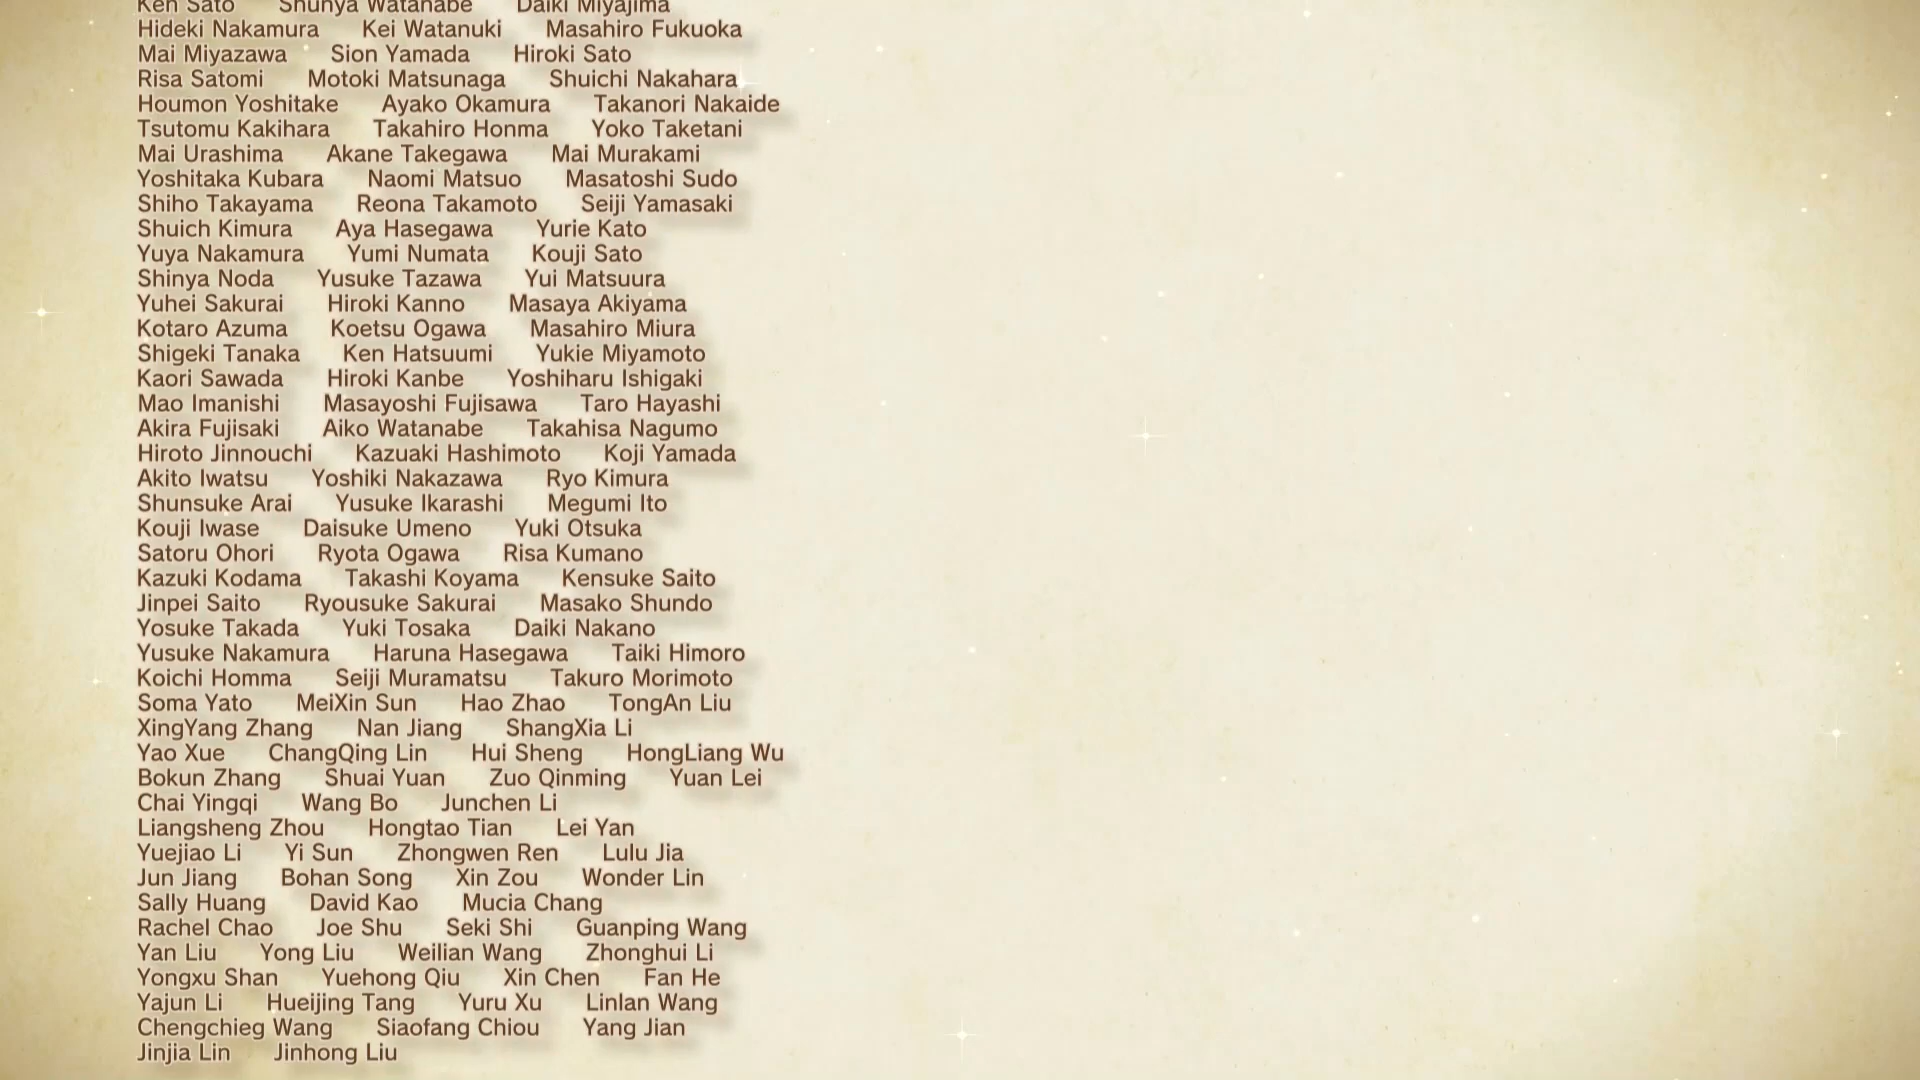 Ken Sato Shunya Watanabe Daiki Miyajima
Hideki Nakamura Kei Watanuki Masahiro Fukuoka
Mai Miyazawa Sion Yamada Hiroki Sato
Risa Satomi Motoki Matsunaga Shuichi Nakahara
Houmon Yoshitake Ayako Okamura Takanori Nakaide
Tsutomu Kakihara Takahiro Honma Yoko Taketani
Mai Urashima Akane Takegawa Mai Murakami
Yoshitaka Kubara Naomi Matsuo Masatoshi Sudo
Shiho Takayama Reona Takamoto Seiji Yamasaki
Shuich Kimura Aya Hasegawa Yurie Kato
Yuya Nakamura Yumi Numata Kouji Sato
Shinya Noda Yusuke Tazawa Yui Matsuura
Yuhei Sakurai Hiroki Kanno Masaya Akiyama
Kotaro Azuma Koetsu Ogawa Masahiro Miura
Shigeki Tanaka Ken Hatsuumi Yukie Miyamoto
Kaori Sawada Hiroki Kanbe Yoshiharu Ishigaki
Mao Imanishi Masayoshi Fujisawa Taro Hayashi
Akira Fujisaki Aiko Watanabe Takahisa Nagumo
Hiroto Jinnouchi Kazuaki Hashimoto Koji Yamada
Akito Iwatsu Yoshiki Nakazawa Ryo Kimura
Shunsuke Arai Yusuke Ikarashi Megumi Ito
Kouji Iwase Daisuke Umeno Yuki Otsuka
Satoru Ohori Ryota Ogawa Risa Kumano
Kazuki Kodama Takashi Koyama Kensuke Saito
Jinpei Saito Ryousuke Sakurai Masako Shundo
Yosuke Takada Yuki Tosaka Daiki Nakano
Yusuke Nakamura Haruna Hasegawa Taiki Himoro
Koichi Homma Seiji Muramatsu Takuro Morimoto
Soma Yato MeiXin Sun Hao Zhao TongAn Liu
XingYang Zhang Nan Jiang ShangXia Li
Yao Xue ChangQing Lin Hui Sheng HongLiang Wu
Bokun Zhang Shuai Yuan Zuo Qinming Yuan Lei
Chai Yingqi Wang Bo Junchen Li
Liangsheng Zhou Hongtao Tian Lei Yan
Yuejiao Li Yi Sun Zhongwen Ren Lulu Jia
Jun Jiang Bohan Song Xin Zou Wonder Lin
Sally Huang David Kao Mucia Chang
Rachel Chao Joe Shu Seki Shi Guanping Wang
Yan Liu Yong Liu Weilian Wang Zhonghui Li
Yongxu Shan Yuehong Qiu Xin Chen Fan He
Yajun Li Hueijing Tang Yuru Xu Linlan Wang
Chengchieg Wang Siaofang Chiou Yang Jian
Jinjia Lin Jinhong Liu